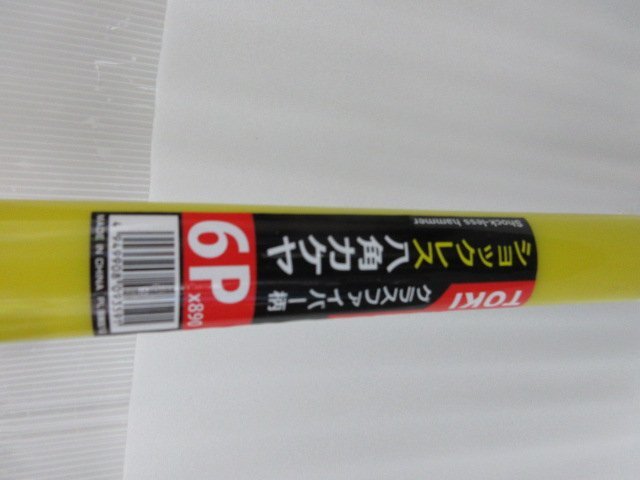 TOKI
グラスファイバー柄
ショックレス八角カケヤ
Shock-less hammer
6P
x890
MADE IN CHINA